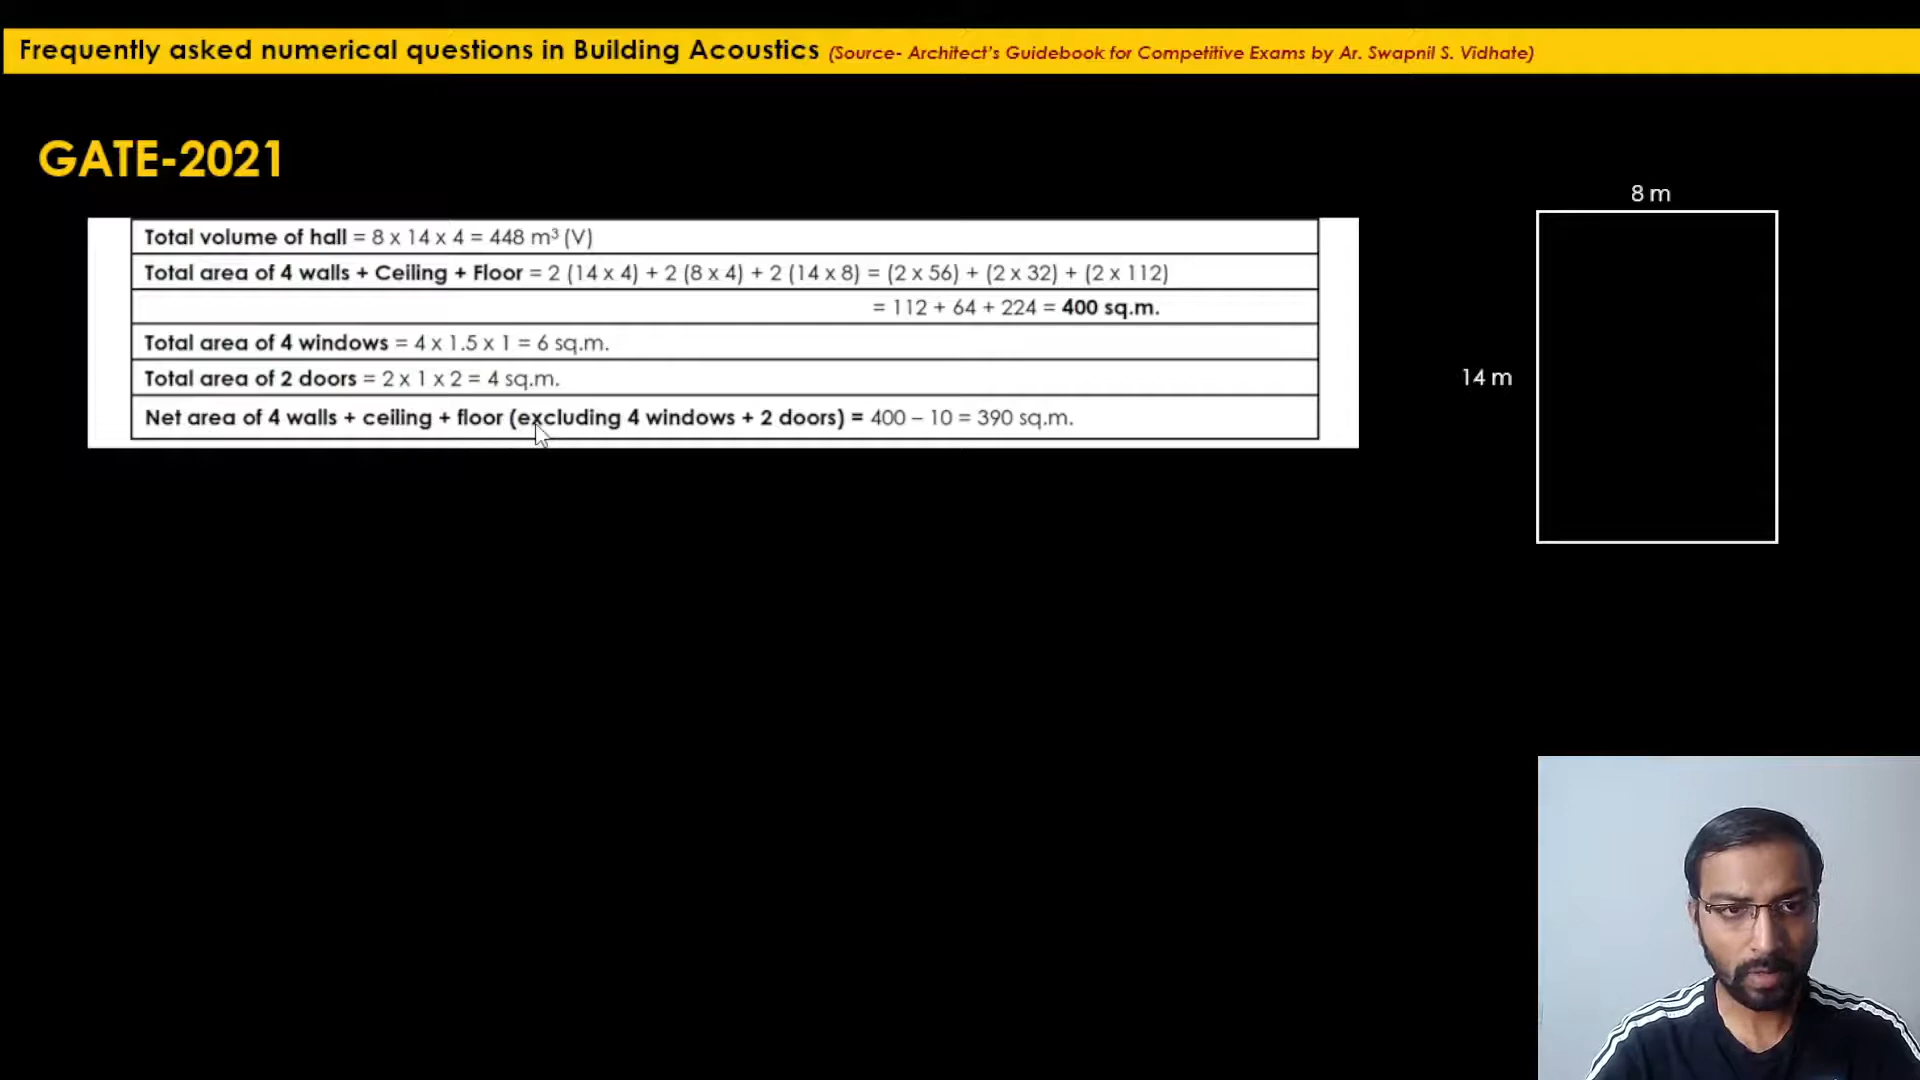 Frequently asked numerical questions in Building Acoustics (Source- Architect's Guidebook for Competitive Exams by Ar. Swapnil S. Vidhate)
GATE-2021
Total volume of hall = 8 x 14 x 4 = 448 m³ (V)
Total area of 4 walls + Ceiling + Floor = 2 (14 x 4) + 2 (8 x 4) + 2 (14 x 8) = (2 x 56) + (2 x 32) + (2 x 112)
= 112 + 64 + 224 = 400 sq.m.
Total area of 4 windows = 4 x 1.5 x 1 = 6 sq.m.
Total area of 2 doors = 2 x 1 x 2 = 4 sq.m.
Net area of 4 walls + ceiling + floor (excluding 4 windows + 2 doors) = 400 – 10 = 390 sq.m.
8 m
14 m